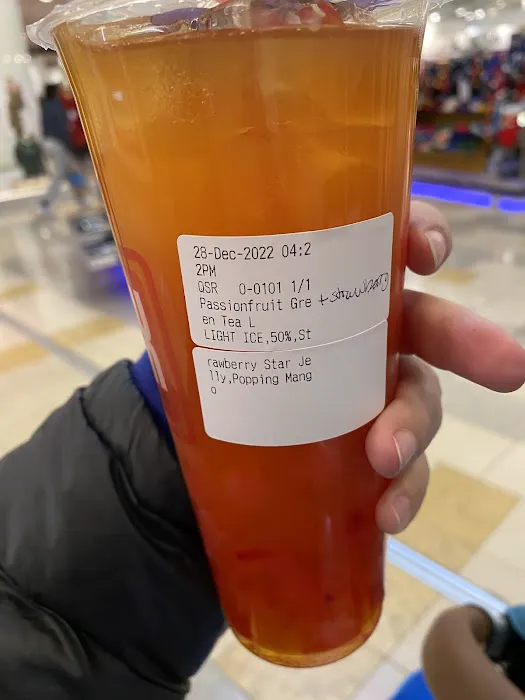 28-Dec-2022 04:2
2PM
QSR 0-0101 1/1
Passionfruit Gre + strawberry
en Tea L
LIGHT ICE,50%,St
rawberry Star Je
lly,Popping Mang
o